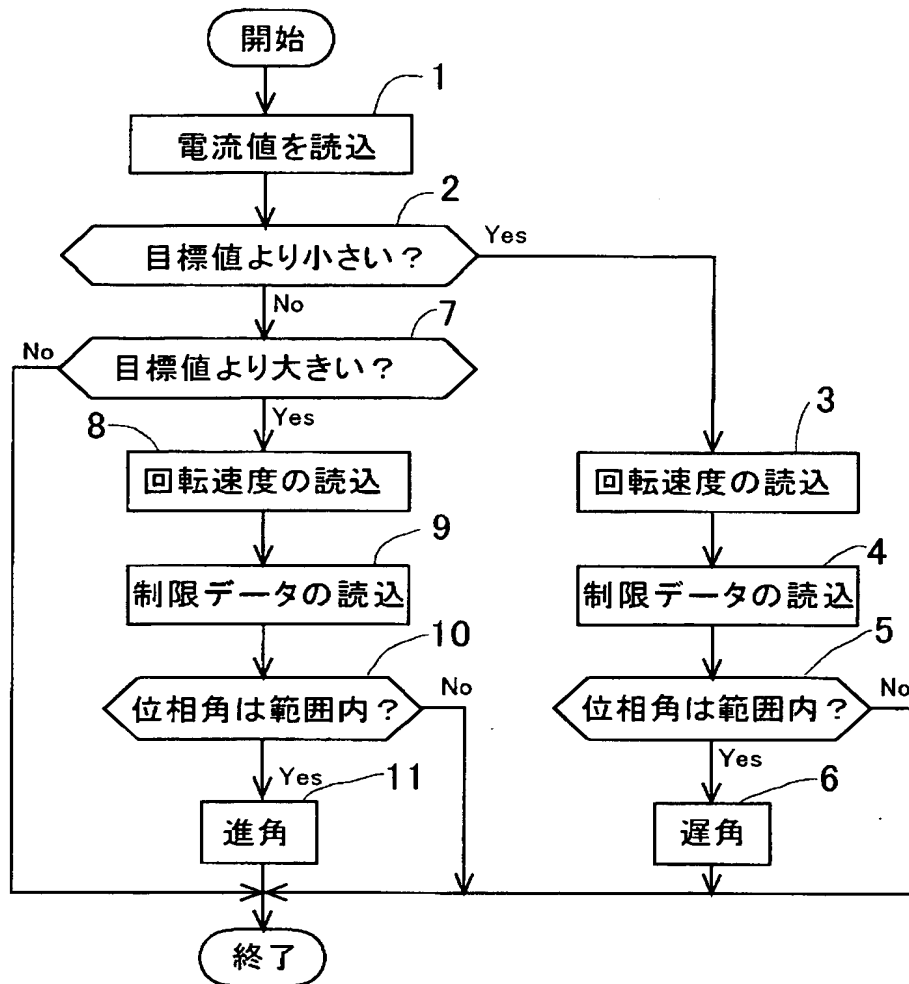 開始
1
電流値を読込
2
目標値より小さい？
Yes
No
7
No
目標値より大きい？
Yes
8
回転速度の読込
3
回転速度の読込
9
制限データの読込
4
制限データの読込
10
位相角は範囲内？
No
5
位相角は範囲内？
No
Yes
11
進角
Yes
6
遅角
終了